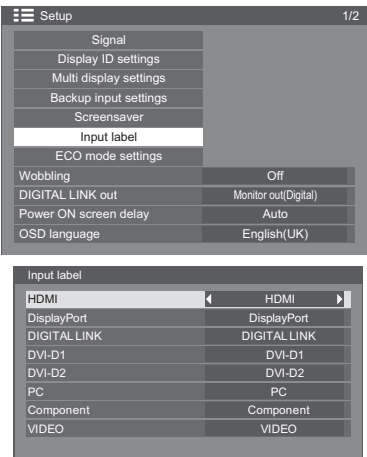 Setup 1/2
Signal
Display ID settings
Multi display settings
Backup input settings
Screensaver
Input label
ECO mode settings
Wobbling Off
DIGITAL LINK out Monitor out(Digital)
Power ON screen delay Auto
OSD language English(UK)
Input label
HDMI HDMI
DisplayPort DisplayPort
DIGITAL LINK DIGITAL LINK
DVI-D1 DVI-D1
DVI-D2 DVI-D2
PC PC
Component Component
VIDEO VIDEO